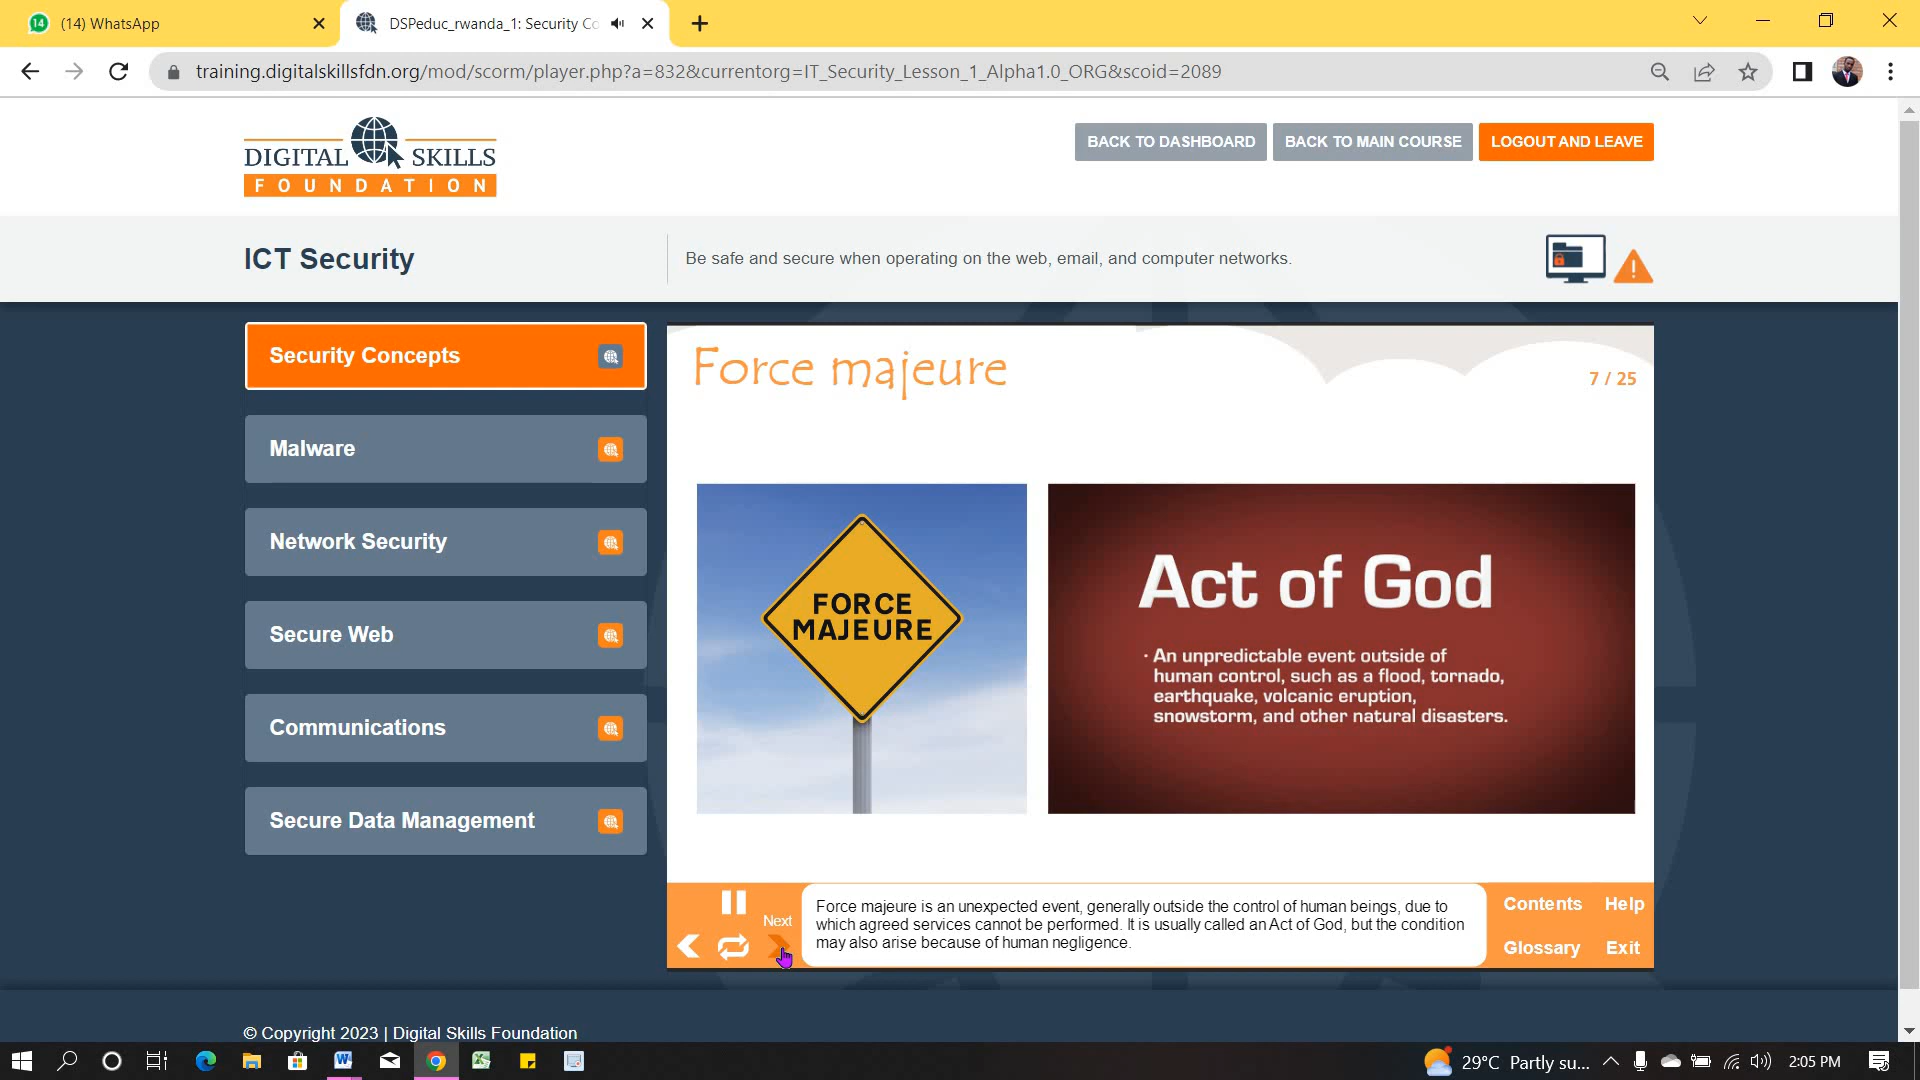 (14) WhatsApp
DSPeduc_rwanda_1: Security Co
training.digitalskillsfdn.org/mod/scorm/player.php?a=832&currentorg=IT_Security_Lesson_1_Alpha1.0_ORG&scoid=2089
DIGITAL SKILLS
FOUNDATION
BACK TO DASHBOARD
BACK TO MAIN COURSE
LOGOUT AND LEAVE
ICT Security
Be safe and secure when operating on the web, email, and computer networks.
Security Concepts
Malware
Network Security
Secure Web
Communications
Secure Data Management
Force majeure
7 / 25
FORCE
MAJEURE
Act of God
· An unpredictable event outside of
human control, such as a flood, tornado,
earthquake, volcanic eruption,
snowstorm, and other natural disasters.
Next
Force majeure is an unexpected event, generally outside the control of human beings, due to
which agreed services cannot be performed. It is usually called an Act of God, but the condition
may also arise because of human negligence.
Contents
Help
Glossary
Exit
© Copyright 2023 | Digital Skills Foundation
29°C Partly su...
2:05 PM